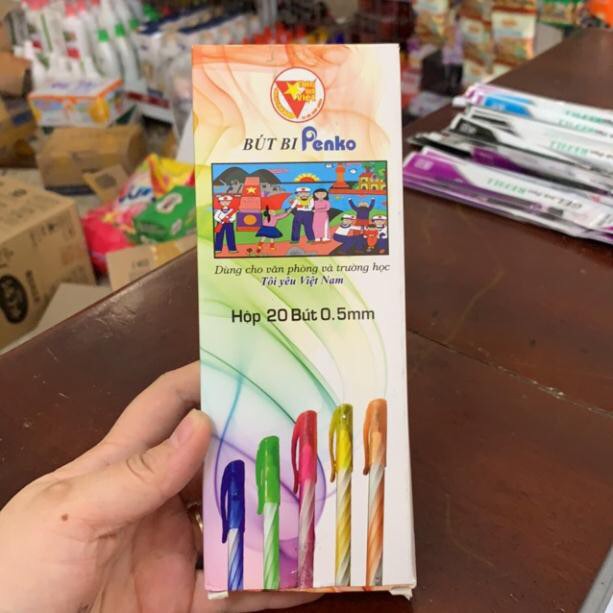 BÚT BI Penko
Dùng cho văn phòng và trường học
Tôi yêu Việt Nam
Hộp 20 Bút 0.5mm